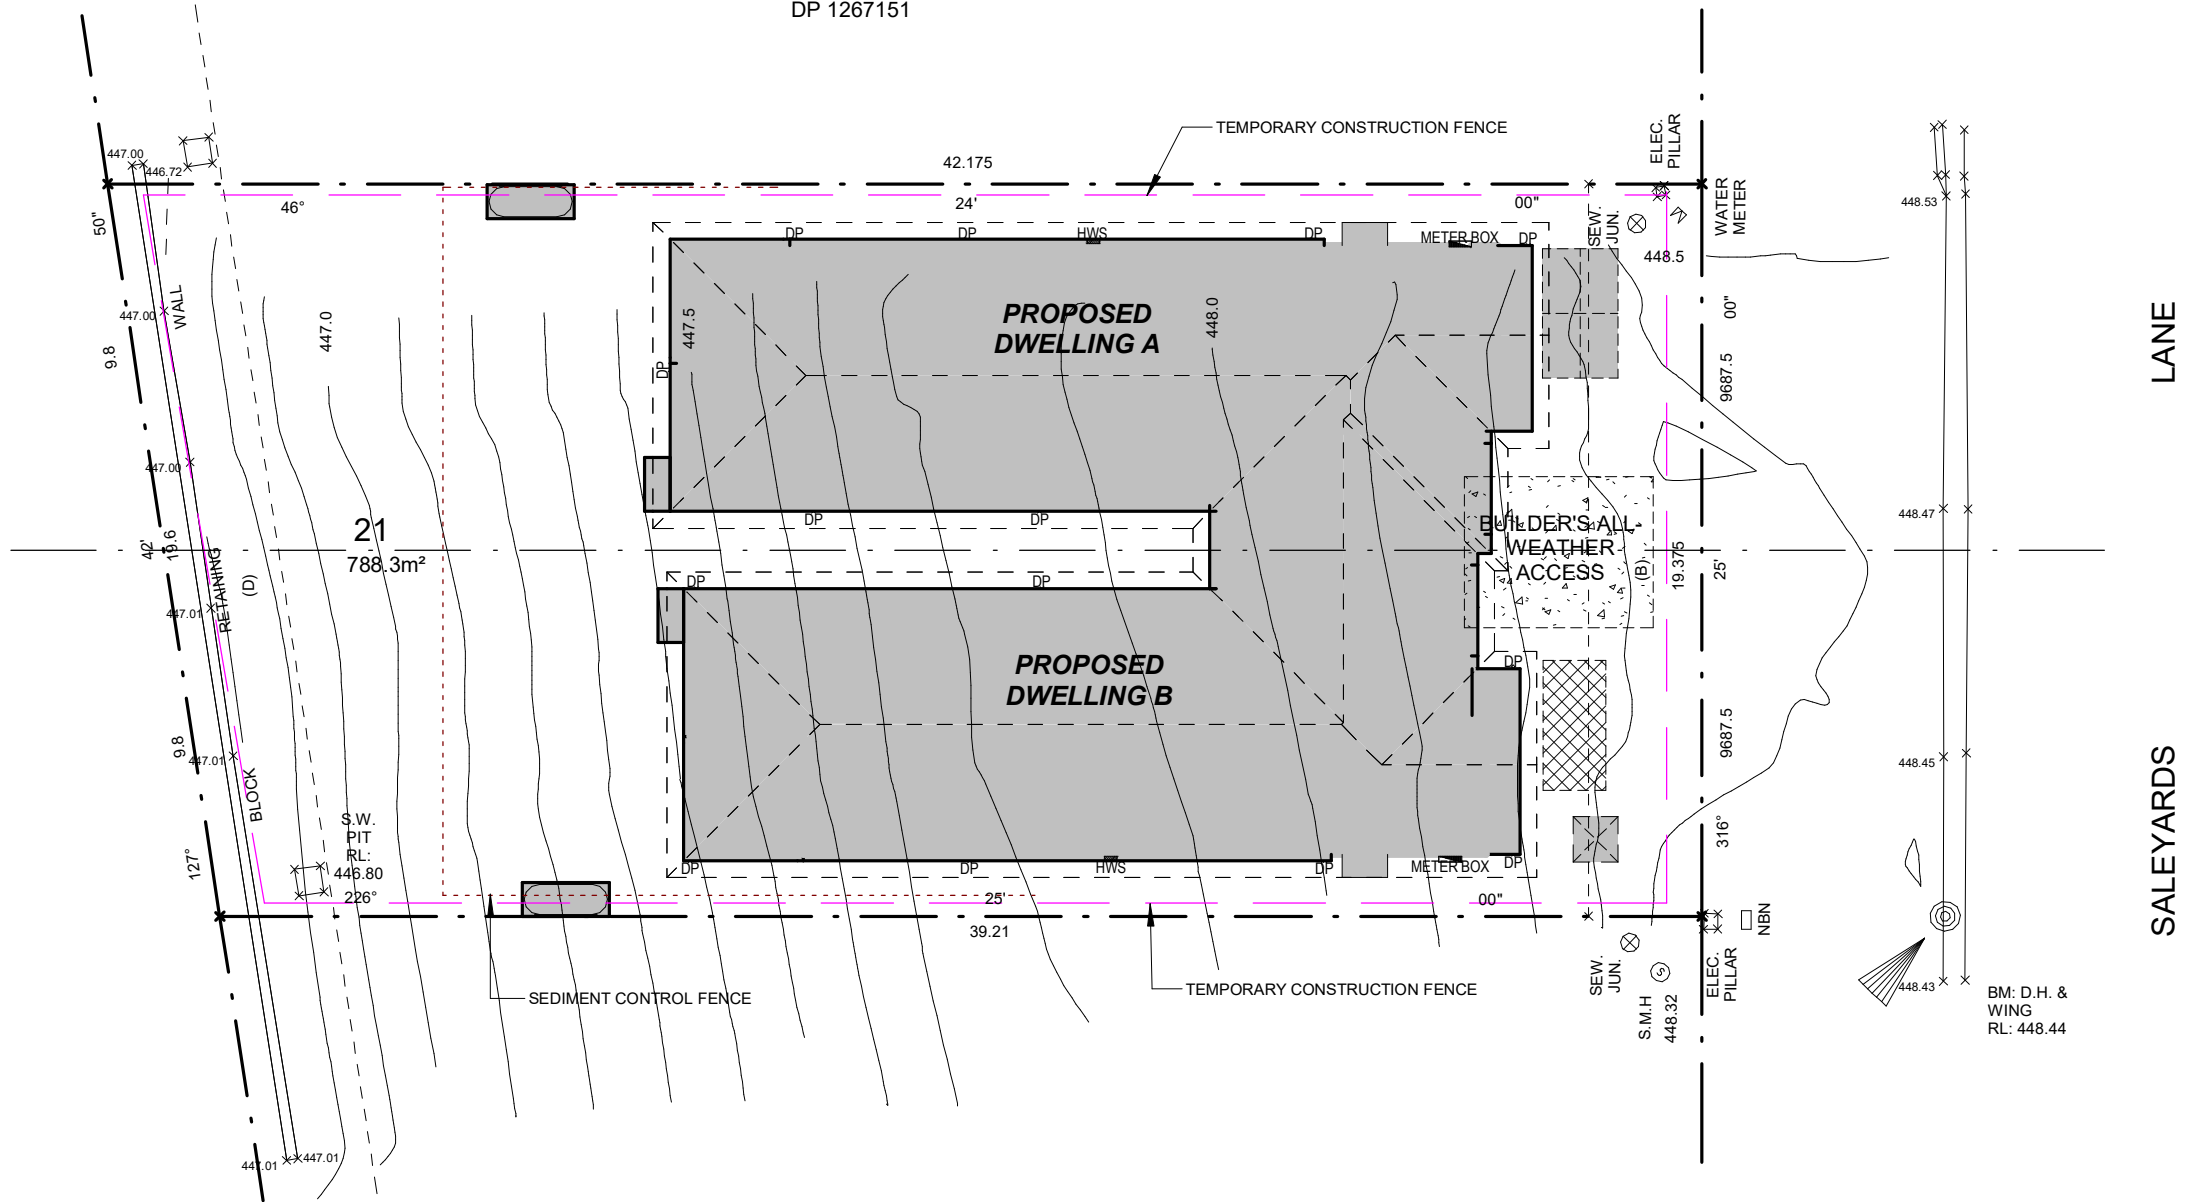 DP 1267151
TEMPORARY CONSTRUCTION FENCE
ELEC.
PILLAR
447.00
446.72
42.175
WATER
METER
448.53
46°
24'
00"
50"
SEW.
JUN.
DP
DP
HWS
DP
METER BOX
DP
448.5
WALL
447.00
447.0
447.5
448.0
00"
LANE
PROPOSED
DWELLING A
9.8
DP
9687.5
447.00
DP
DP
448.47
21
788.3m²
BUILDER'S ALL-
WEATHER
ACCESS
(B)
19.375
25'
42'
19.6
RETAINING
(D)
DP
DP
447.01
PROPOSED
DWELLING B
DP
9.8
447.01
9687.5
448.45
BLOCK
S.W.
PIT
RL:
446.80
226°
127°
316°
SALEYARDS
DP
DP
HWS
DP
METER BOX
DP
25'
00"
39.21
NBN
SEDIMENT CONTROL FENCE
TEMPORARY CONSTRUCTION FENCE
SEW.
JUN.
S
S.M.H
448.32
ELEC.
PILLAR
448.43
BM: D.H. &
WING
RL: 448.44
447.01
447.01